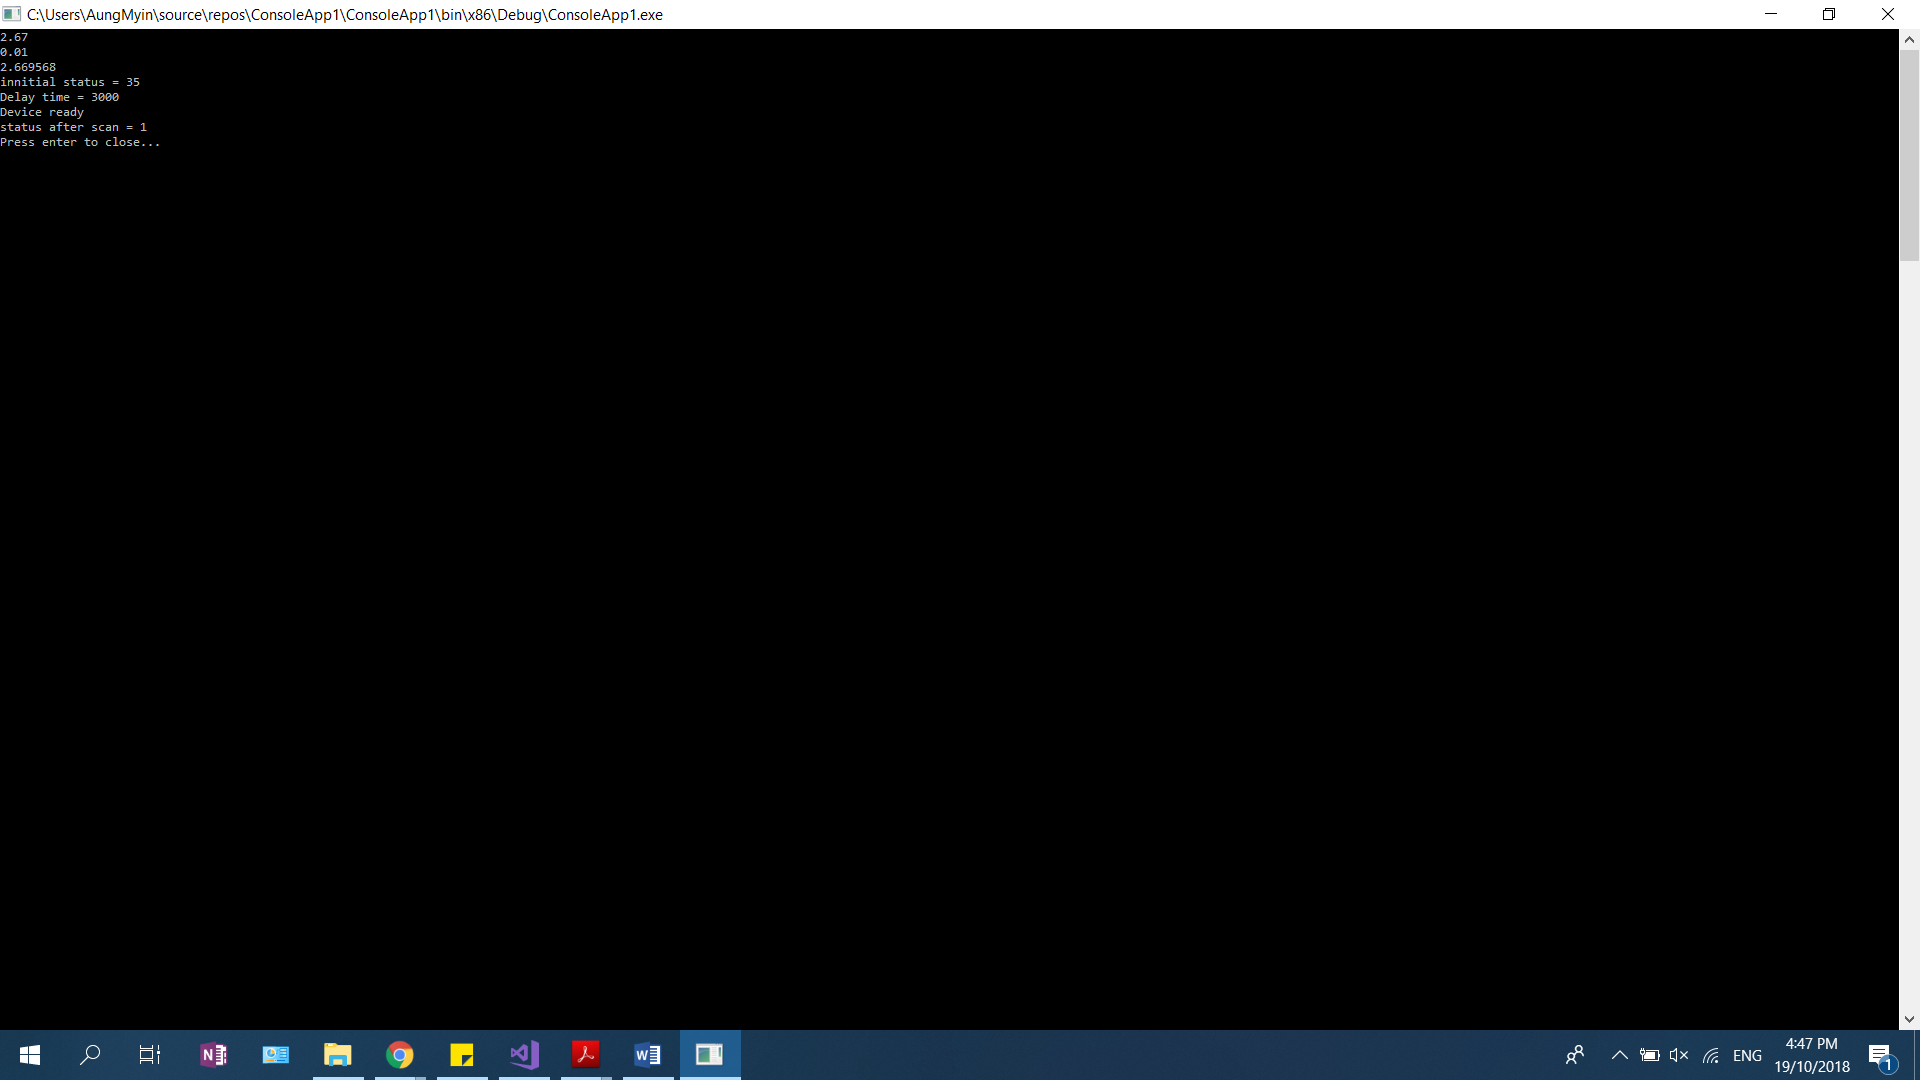 C:\Users\AungMyin\source\repos\ConsoleApp1\ConsoleApp1\bin\x86\Debug\ConsoleApp1.exe
2.67
0.01
2.669568
innitial status = 35
Delay time = 3000
Device ready
status after scan = 1
Press enter to close...
ENG
4:47 PM
19/10/2018
1